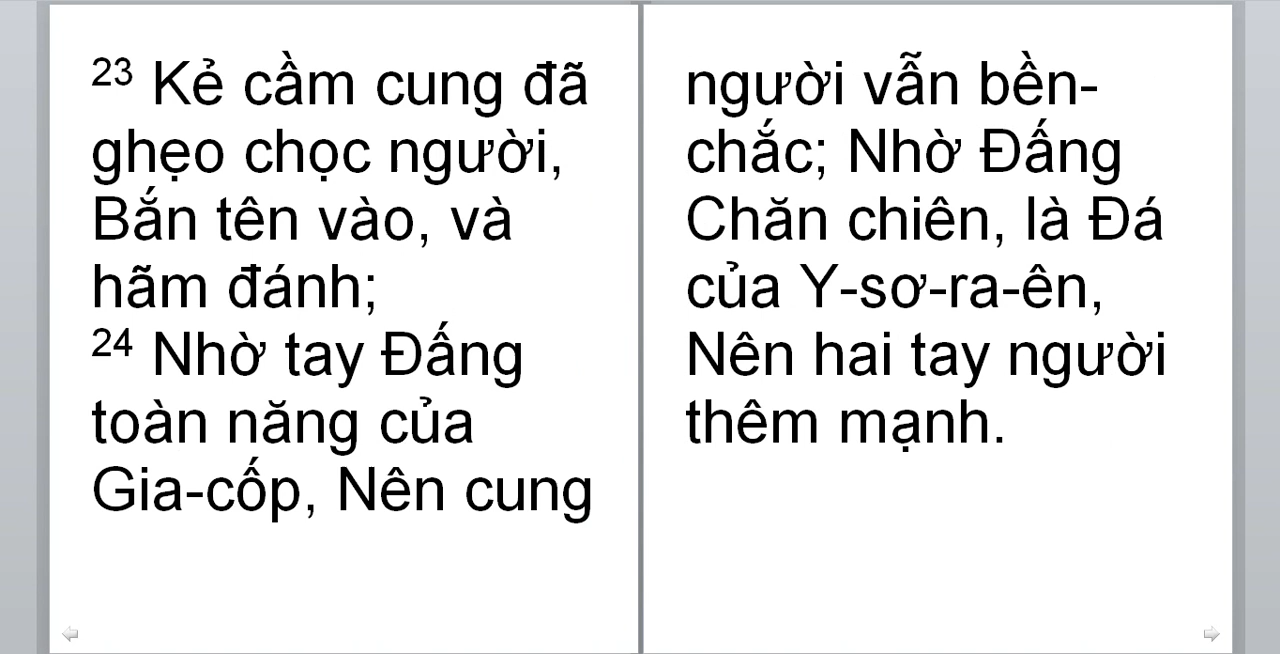 23 Kẻ cầm cung đã
ghẹo chọc người,
Bắn tên vào, và
hãm đánh;
24 Nhờ tay Đấng
toàn năng của
Gia-cốp, Nên cung
người vẫn bền-
chắc; Nhờ Đấng
Chăn chiên, là Đá
của Y-sơ-ra-ên,
Nên hai tay người
thêm mạnh.